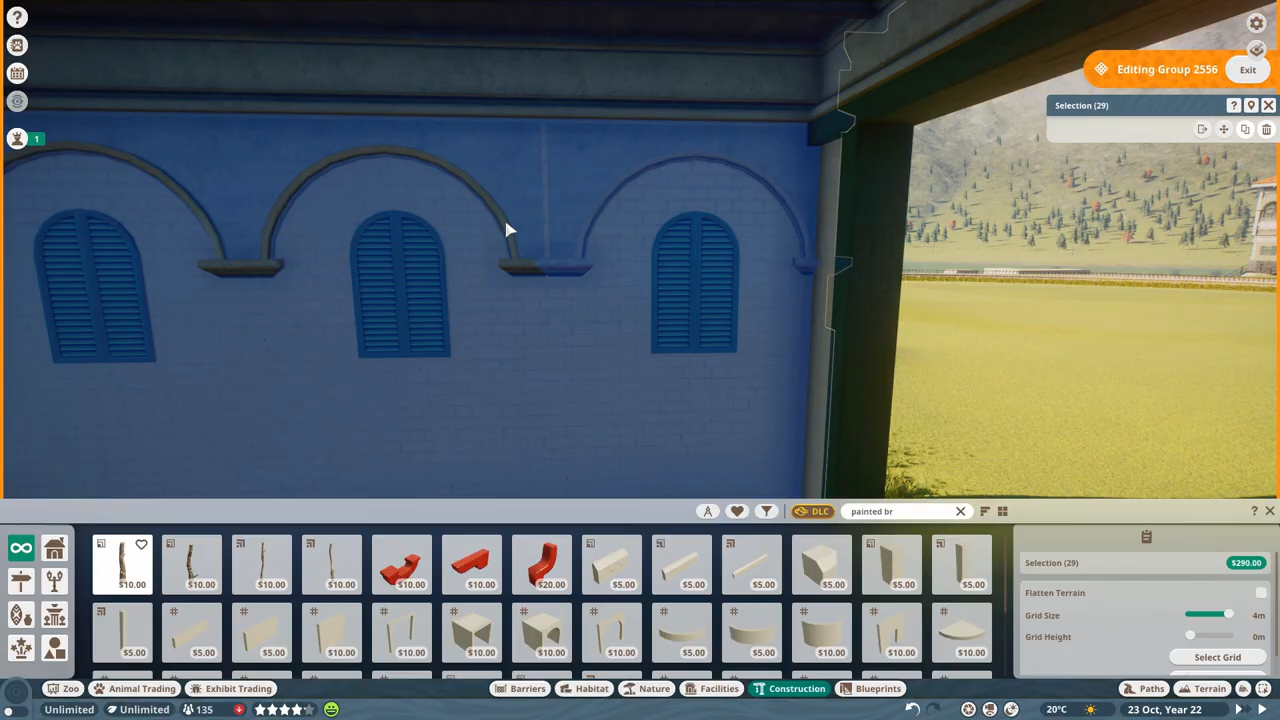 ?
Editing Group 2556
Exit
Selection (29)
?
1
DLC
painted br
?
$10.00
$10.00
$10.00
$10.00
$10.00
$10.00
$20.00
$5.00
$5.00
$5.00
$5.00
$5.00
$5.00
$5.00
$5.00
$5.00
$10.00
$10.00
$10.00
$10.00
$10.00
$5.00
$5.00
$10.00
$10.00
$10.00
Selection (29)
$290.00
Flatten Terrain
Grid Size
4m
Grid Height
0m
Select Grid
Zoo
Animal Trading
Exhibit Trading
Barriers
Habitat
Nature
Facilities
Construction
Blueprints
Paths
Terrain
Unlimited
Unlimited
135
20°C
23 Oct, Year 22